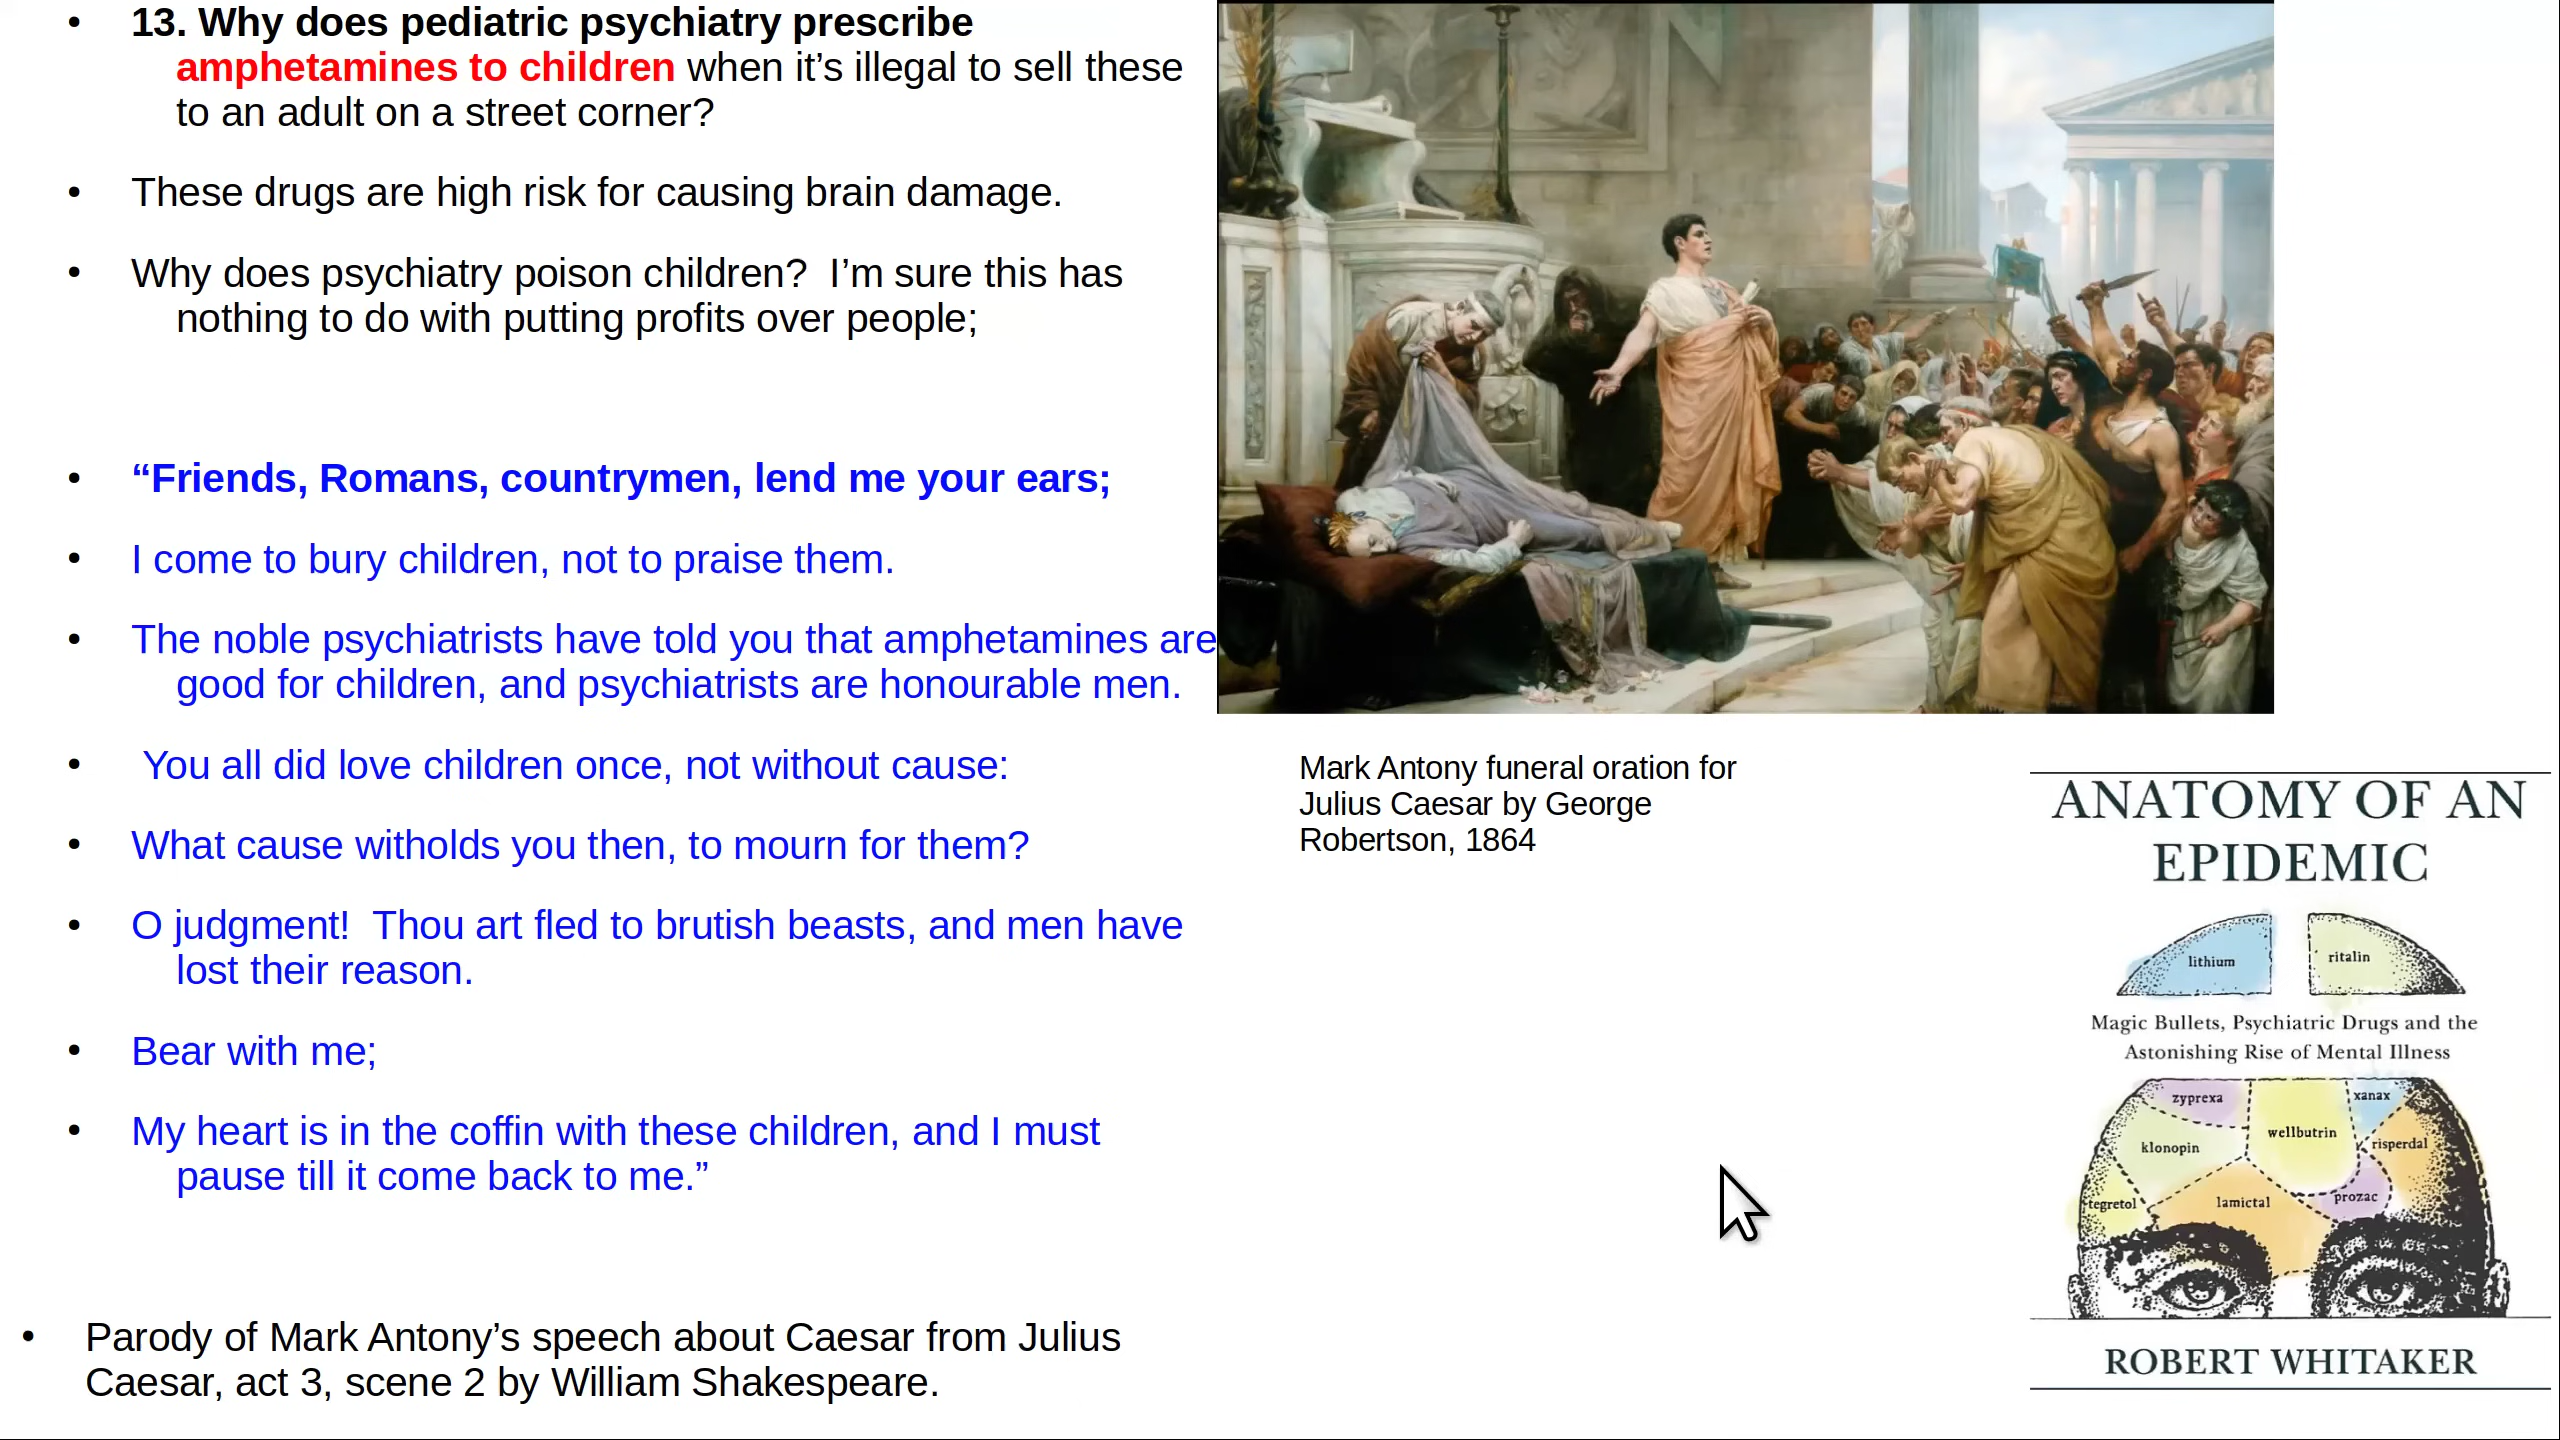 • 13. Why does pediatric psychiatry prescribe
amphetamines to children when it’s illegal to sell these
to an adult on a street corner?
• These drugs are high risk for causing brain damage.
• Why does psychiatry poison children?  I’m sure this has
nothing to do with putting profits over people;
• “Friends, Romans, countrymen, lend me your ears;
• I come to bury children, not to praise them.
• The noble psychiatrists have told you that amphetamines are
good for children, and psychiatrists are honourable men.
• You all did love children once, not without cause:
• What cause witholds you then, to mourn for them?
• O judgment!  Thou art fled to brutish beasts, and men have
lost their reason.
• Bear with me;
• My heart is in the coffin with these children, and I must
pause till it come back to me.”
• Parody of Mark Antony’s speech about Caesar from Julius
Caesar, act 3, scene 2 by William Shakespeare.
Mark Antony funeral oration for
Julius Caesar by George
Robertson, 1864
ANATOMY OF AN
EPIDEMIC
lithium
ritalin
Magic Bullets, Psychiatric Drugs and the
Astonishing Rise of Mental Illness
zyprexa
xanax
klonopin
wellbutrin
risperdal
tegretol
lamictal
prozac
ROBERT WHITAKER